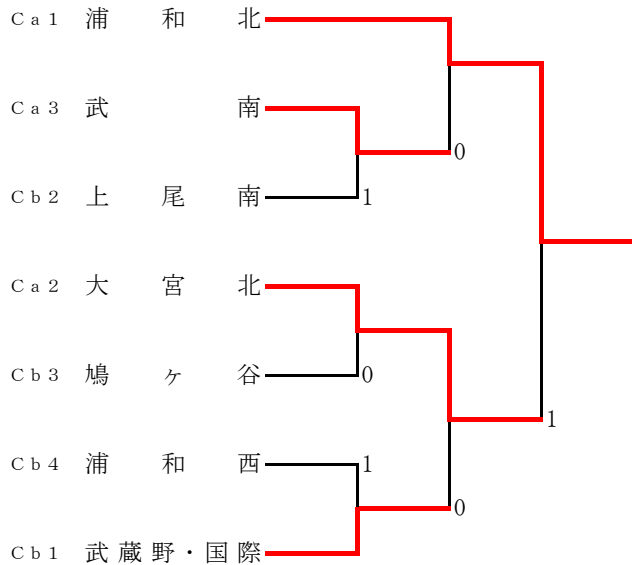 Ca1 浦和北
Ca3 武南
0
Cb2 上尾南 1
Ca2 大宮北
Cb3 鳩ヶ谷 0
1
Cb4 浦和西 1
0
Cb1 武蔵野・国際